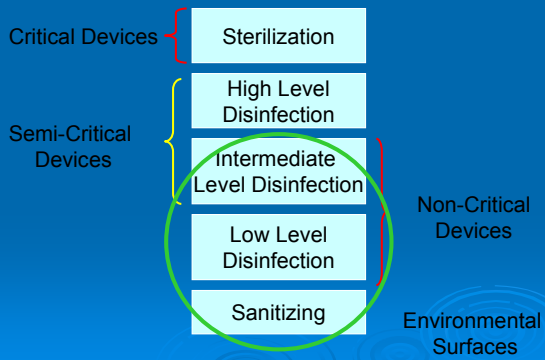 Critical Devices
Sterilization
High Level
Disinfection
Semi-Critical
Devices
Intermediate
Level Disinfection
Non-Critical
Devices
Low Level
Disinfection
Sanitizing
Environmental
Surfaces